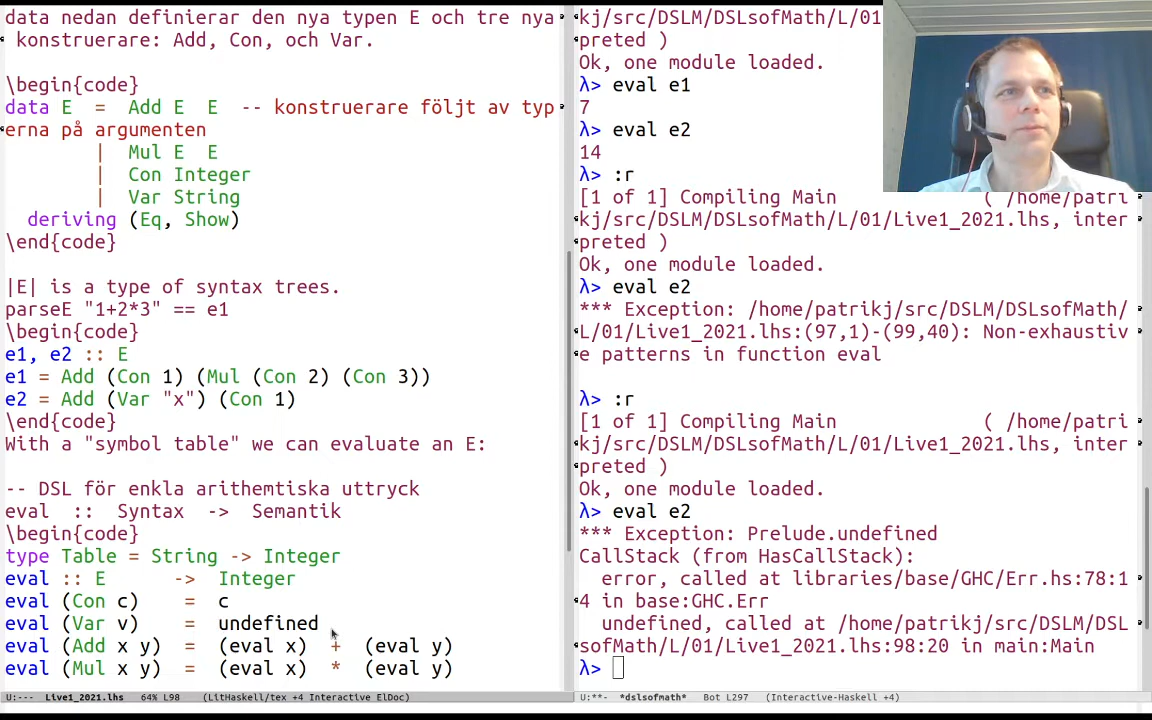 data nedan definierar den nya typen E och tre nya
konstruerare: Add, Con, och Var.
\begin{code}
data E  =  Add E  E  -- konstruerare följt av typ
erna på argumenten
|  Mul E  E
|  Con Integer
|  Var String
deriving (Eq, Show)
\end{code}
|E| is a type of syntax trees.
parseE "1+2*3" == e1
\begin{code}
e1, e2 :: E
e1 = Add (Con 1) (Mul (Con 2) (Con 3))
e2 = Add (Var "x") (Con 1)
\end{code}
With a "symbol table" we can evaluate an E:
-- DSL för enkla arithemtiska uttryck
eval  ::  Syntax  ->  Semantik
\begin{code}
type Table = String -> Integer
eval :: E      ->  Integer
eval (Con c)    =  c
eval (Var v)    =  undefined
eval (Add x y)  =  (eval x)  +  (eval y)
eval (Mul x y)  =  (eval x)  *  (eval y)
U:---  Live1_2021.lhs   64% L98   (LitHaskell/tex +4 Interactive ElDoc)
kj/src/DSLM/DSLsofMath/L/01
preted )
Ok, one module loaded.
λ> eval e1
7
λ> eval e2
14
λ> :r
[1 of 1] Compiling Main             ( /home/patri
kj/src/DSLM/DSLsofMath/L/01/Live1_2021.lhs, inter
preted )
Ok, one module loaded.
λ> eval e2
*** Exception: /home/patrikj/src/DSLM/DSLsofMath/
L/01/Live1_2021.lhs:(97,1)-(99,40): Non-exhaustiv
e patterns in function eval
λ> :r
[1 of 1] Compiling Main             ( /home/patri
kj/src/DSLM/DSLsofMath/L/01/Live1_2021.lhs, inter
preted )
Ok, one module loaded.
λ> eval e2
*** Exception: Prelude.undefined
CallStack (from HasCallStack):
error, called at libraries/base/GHC/Err.hs:78:1
4 in base:GHC.Err
undefined, called at /home/patrikj/src/DSLM/DSL
sofMath/L/01/Live1_2021.lhs:98:20 in main:Main
λ>
U:**-  *dslsofmath*   Bot L297   (Interactive-Haskell +4)